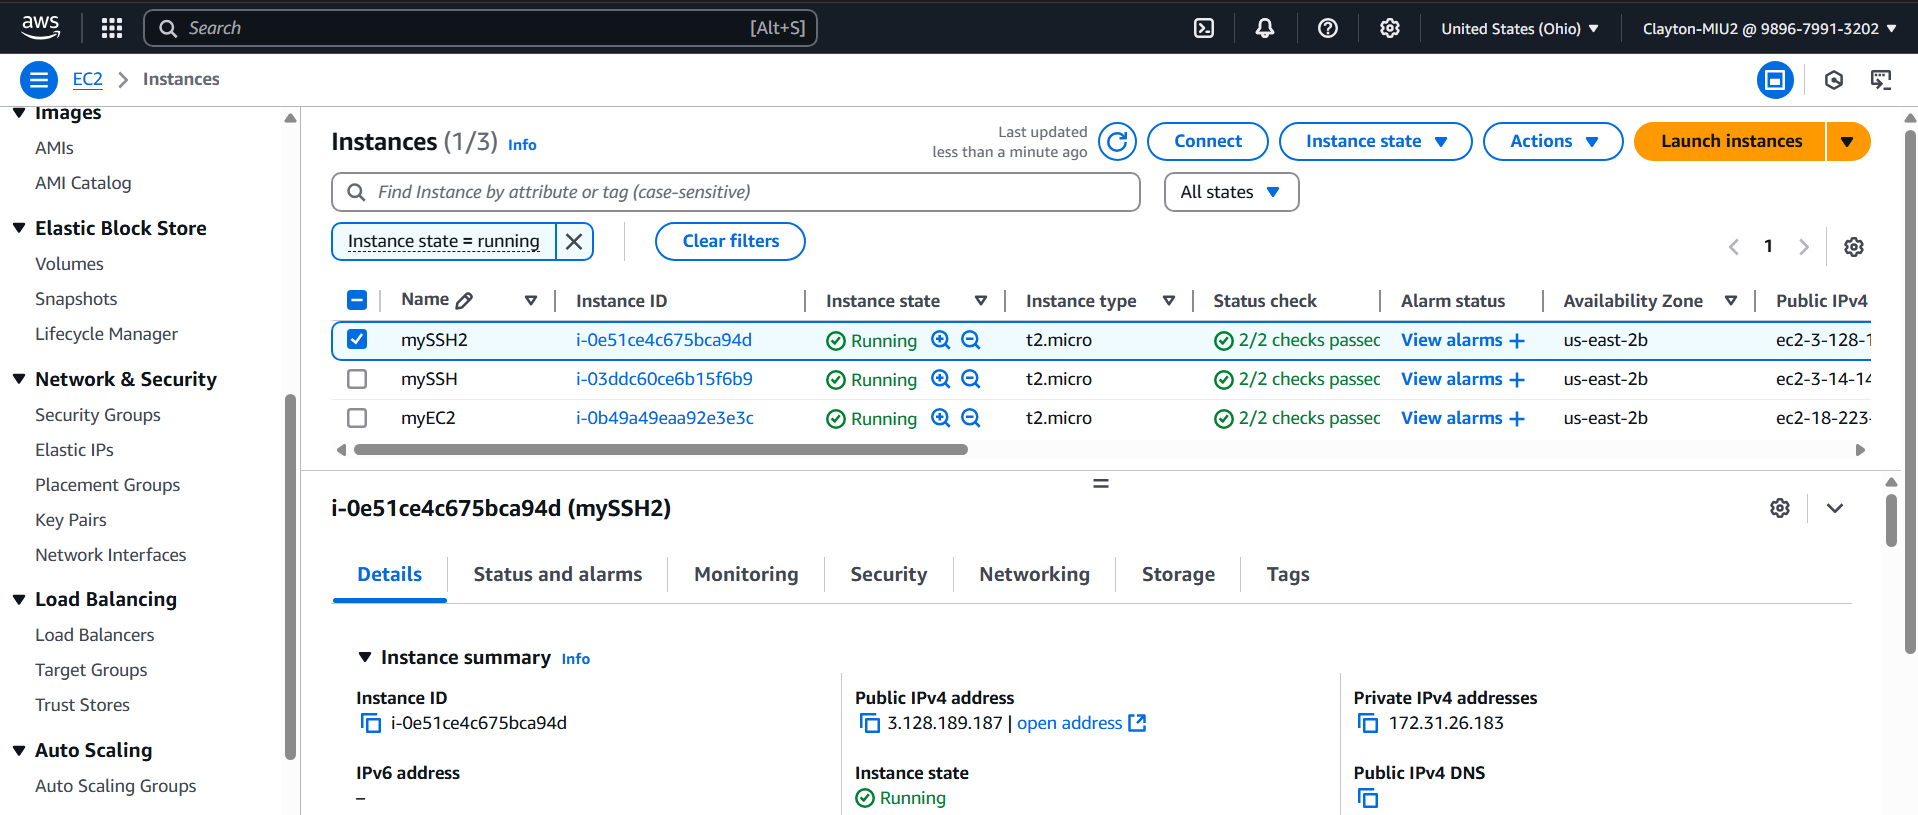 aws
Search [Alt+S]
United States (Ohio)
Clayton-MIU2 @ 9896-7991-3202
EC2 > Instances
Images
AMIs
AMI Catalog
Elastic Block Store
Volumes
Snapshots
Lifecycle Manager
Network & Security
Security Groups
Elastic IPs
Placement Groups
Key Pairs
Network Interfaces
Load Balancing
Load Balancers
Target Groups
Trust Stores
Auto Scaling
Auto Scaling Groups
Instances (1/3) Info
Last updated
less than a minute ago
Connect
Instance state
Actions
Launch instances
Find Instance by attribute or tag (case-sensitive)
All states
Instance state = running
Clear filters
1
Name Instance ID Instance state Instance type Status check Alarm status Availability Zone Public IPv4
mySSH2 i-0e51ce4c675bca94d Running t2.micro 2/2 checks passed View alarms + us-east-2b ec2-3-128-1
mySSH i-03ddc60ce6b15f6b9 Running t2.micro 2/2 checks passed View alarms + us-east-2b ec2-3-14-14
myEC2 i-0b49a49eaa92e3e3c Running t2.micro 2/2 checks passed View alarms + us-east-2b ec2-18-223-
i-0e51ce4c675bca94d (mySSH2)
Details Status and alarms Monitoring Security Networking Storage Tags
Instance summary Info
Instance ID
i-0e51ce4c675bca94d
Public IPv4 address
3.128.189.187 | open address
Private IPv4 addresses
172.31.26.183
IPv6 address
–
Instance state
Running
Public IPv4 DNS